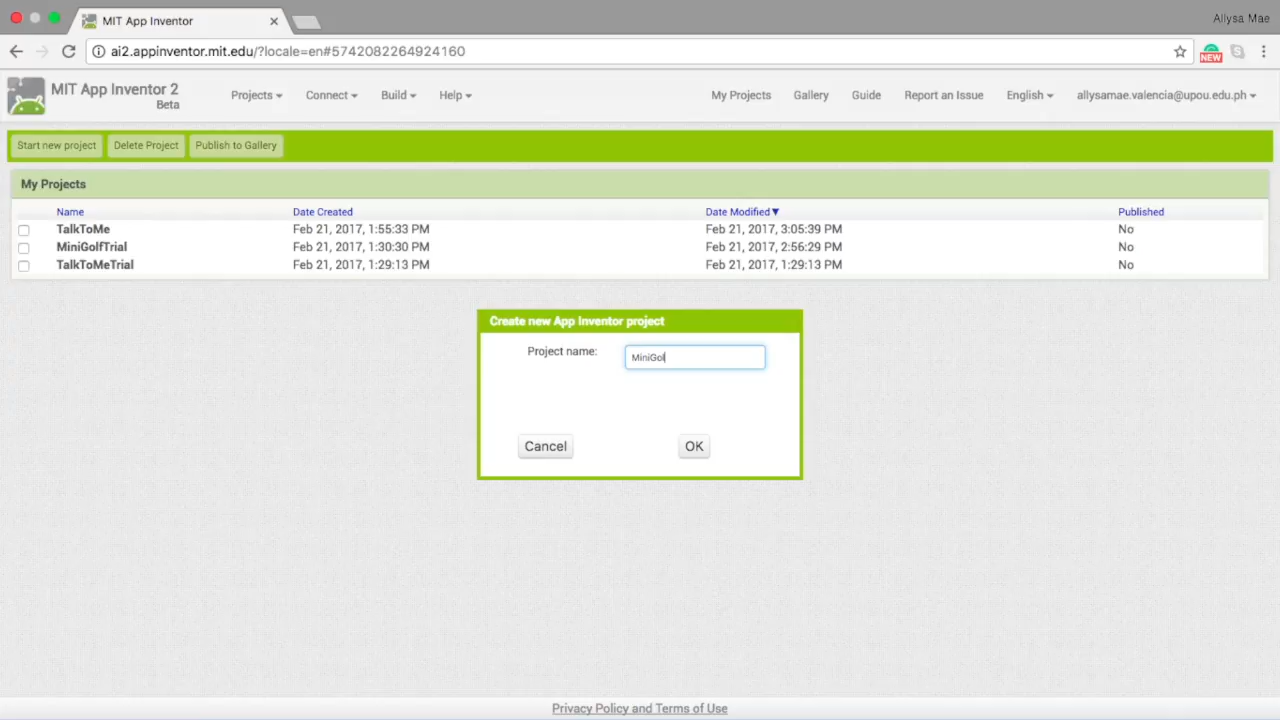 MIT App Inventor
Allysa Mae
ai2.appinventor.mit.edu/?locale=en#5742082264924160
NEW
MIT App Inventor 2
Beta
Projects Connect Build Help My Projects Gallery Guide Report an Issue English allysamae.valencia@upou.edu.ph
Start new project Delete Project Publish to Gallery
My Projects
Name Date Created Date Modified▼ Published
TalkToMe Feb 21, 2017, 1:55:33 PM Feb 21, 2017, 3:05:39 PM No
MiniGolfTrial Feb 21, 2017, 1:30:30 PM Feb 21, 2017, 2:56:29 PM No
TalkToMeTrial Feb 21, 2017, 1:29:13 PM Feb 21, 2017, 1:29:13 PM No
Create new App Inventor project
Project name: MiniGol
Cancel OK
Privacy Policy and Terms of Use